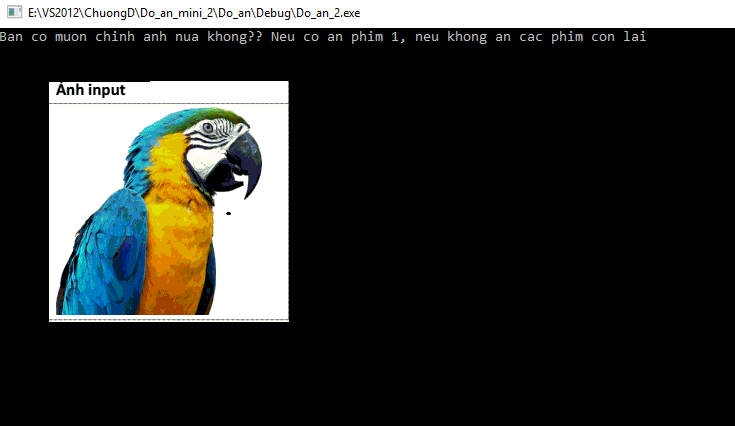 E:\VS2012\ChuongD\Do_an_mini_2\Do_an\Debug\Do_an_2.exe
Ban co muon chinh anh nua khong?? Neu co an phim 1, neu khong an cac phim con lai
Ảnh input